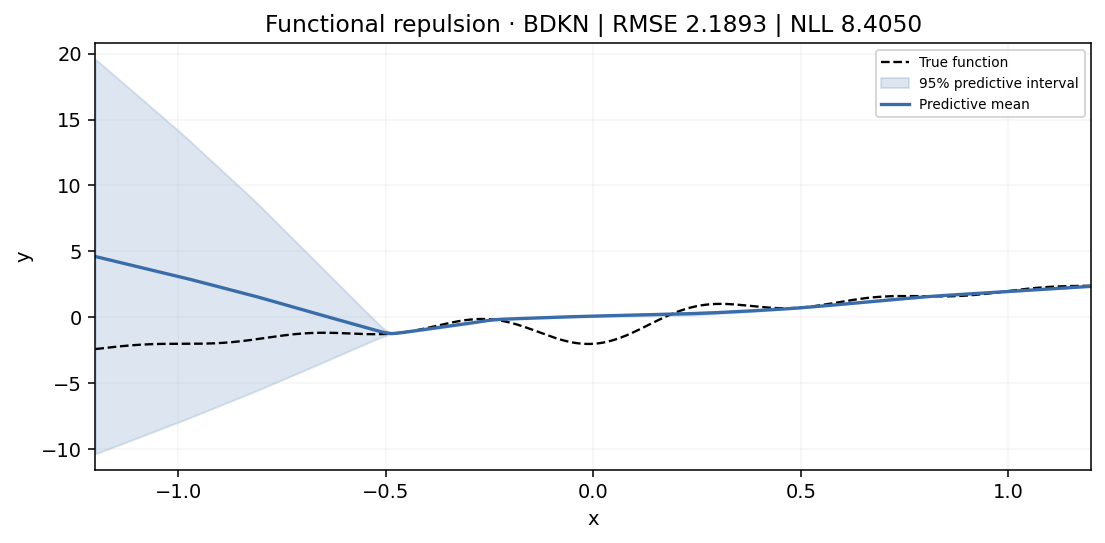 Functional repulsion · BDKN | RMSE 2.1893 | NLL 8.4050
True function
95% predictive interval
Predictive mean
20
15
10
5
0
−5
−10
y
−1.0 −0.5 0.0 0.5 1.0
x